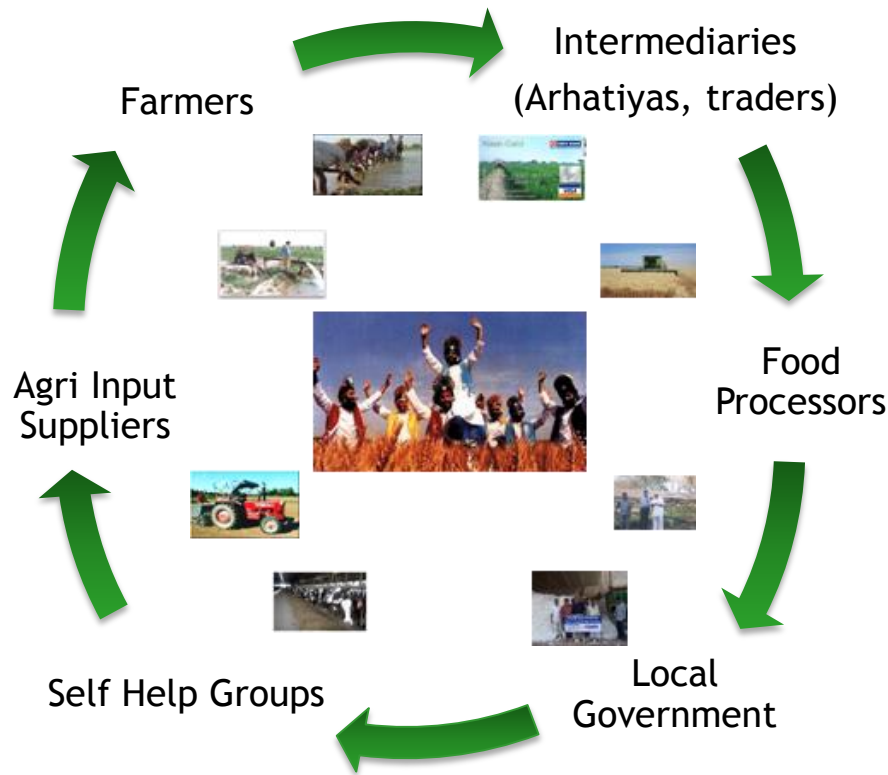 Intermediaries
(Arhatiyas, traders)
Farmers
Food
Processors
Agri Input
Suppliers
Local
Government
Self Help Groups